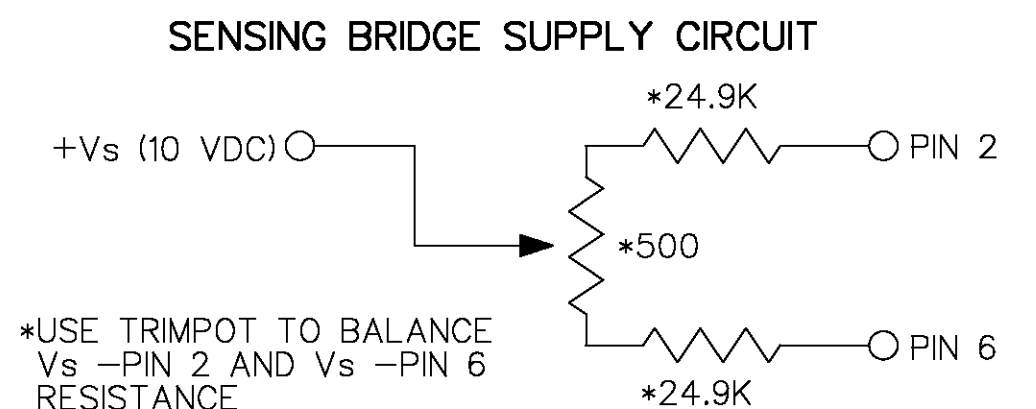 SENSING BRIDGE SUPPLY CIRCUIT
*24.9K
+Vs (10 VDC)
PIN 2
*500
*USE TRIMPOT TO BALANCE
Vs –PIN 2 AND Vs –PIN 6
RESISTANCE
PIN 6
*24.9K